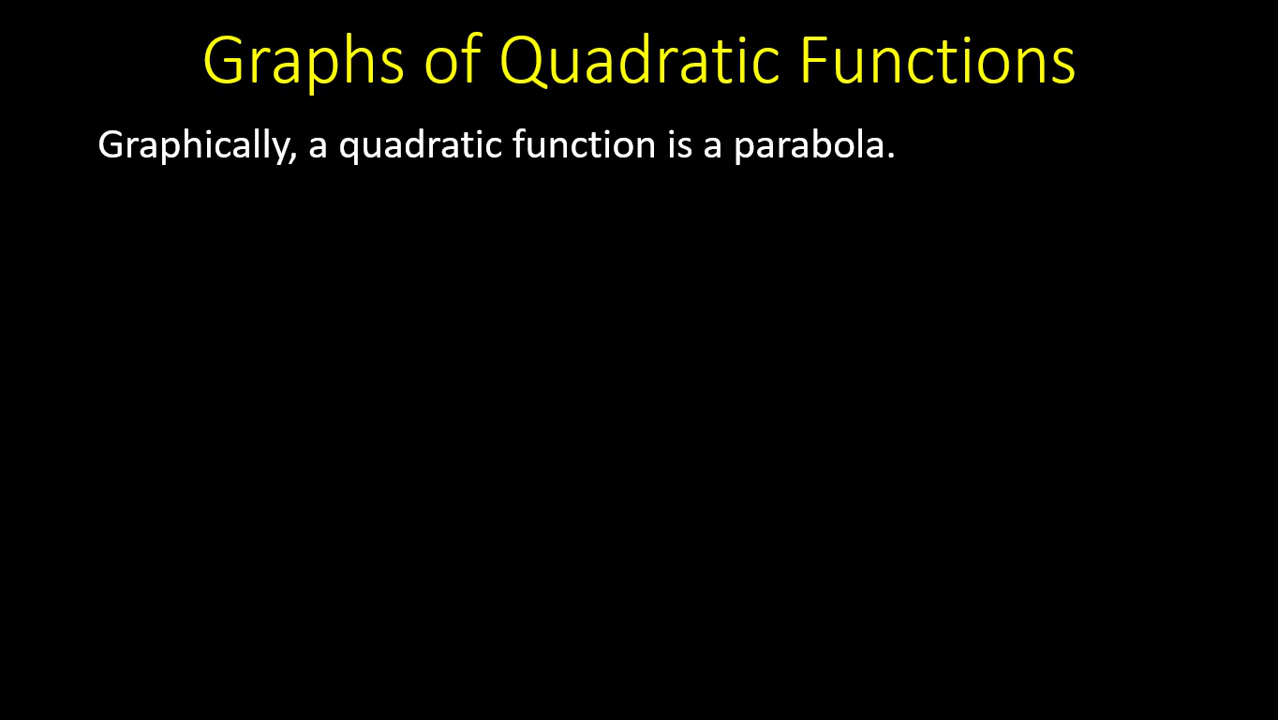 Graphs of Quadratic Functions
Graphically, a quadratic function is a parabola.